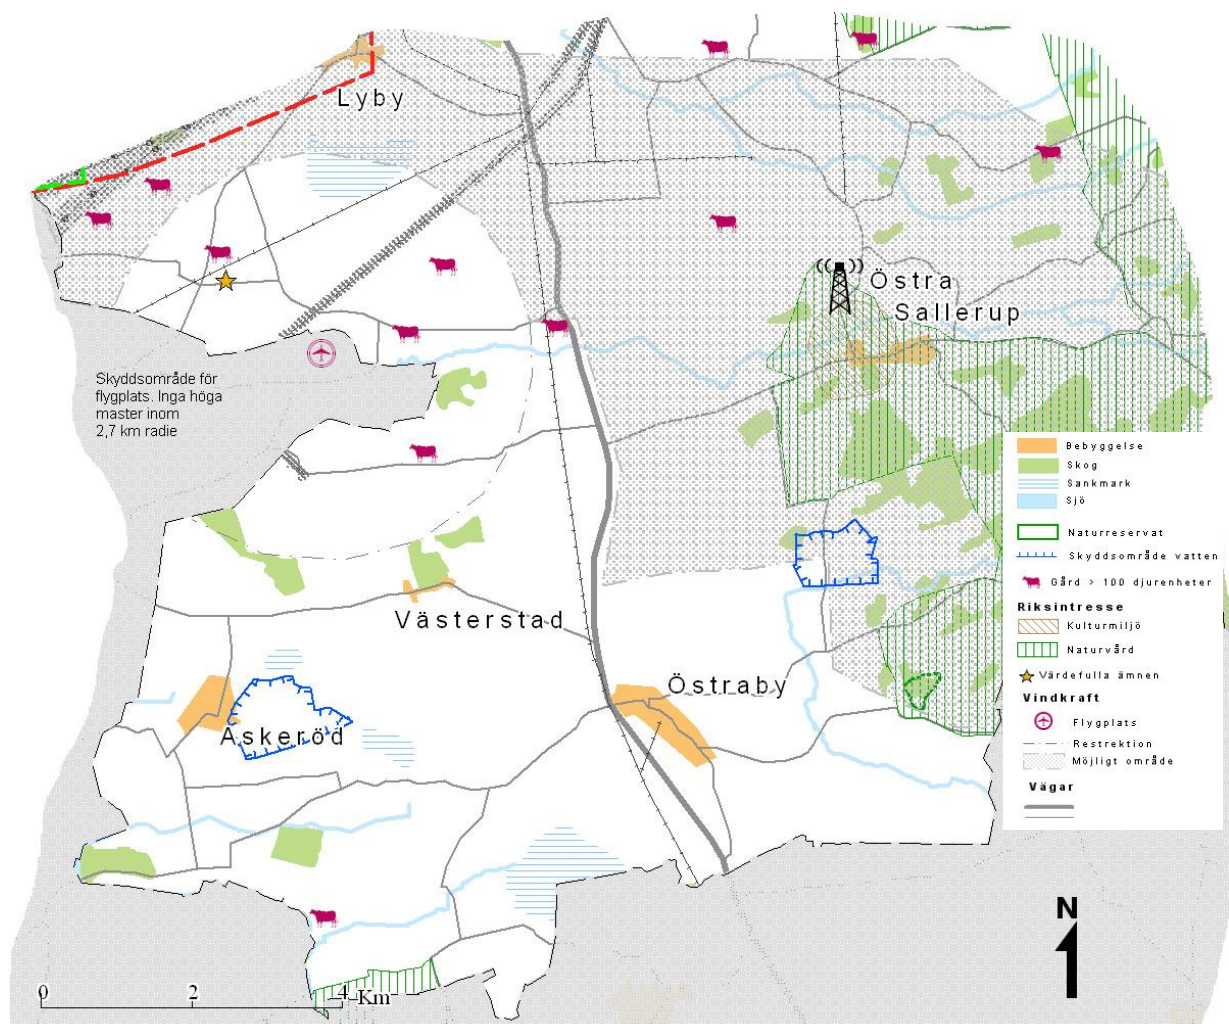 Lyby
Östra
Sallerup
Skyddsområde för
flygplats. Inga höga
master inom
2,7 km radie
Västerstad
Östraby
Askeröd
Bebyggelse
Skog
Sankmark
Sjö
Naturreservat
Skyddsområde vatten
Gård > 100 djurenheter
Riksintresse
Kulturmiljö
Naturvård
Värdefulla ämnen
Vindkraft
Flygplats
Restrektion
Möjligt område
Vägar
N
0 2 4 Km